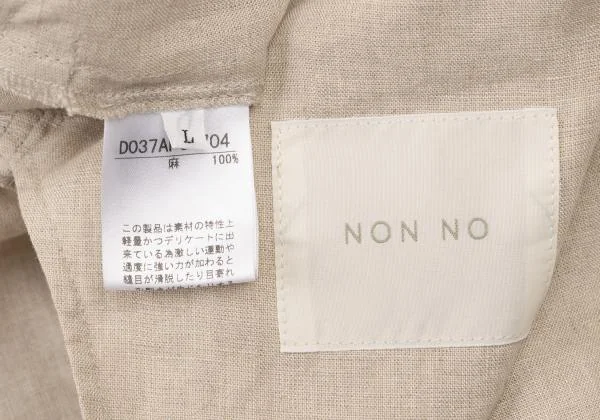 L
麻 100%
この製品は素材の特性上
軽量かつデリケートに出
来ている為激しい運動や
過度に強い力が加わると
縫目が滑脱したり目寄れ
NON NO